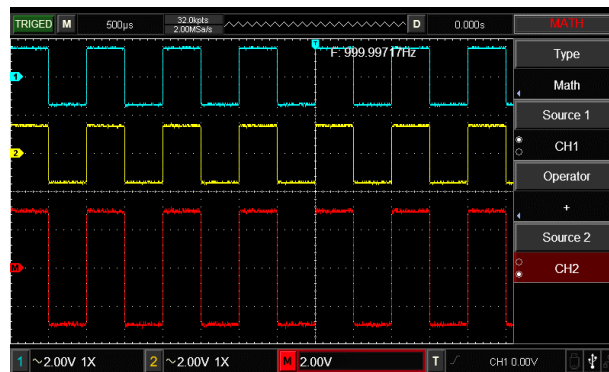 TRIGED M 500µs 32.0kpts D 0.000s MATH
2.00MSa/s
T
F: 999.99717Hz
Type
1
Math
Source 1
CH1
2
Operator
+
Source 2
M
CH2
1 ~2.00V 1X 2 ~2.00V 1X M 2.00V T CH1 0.00V